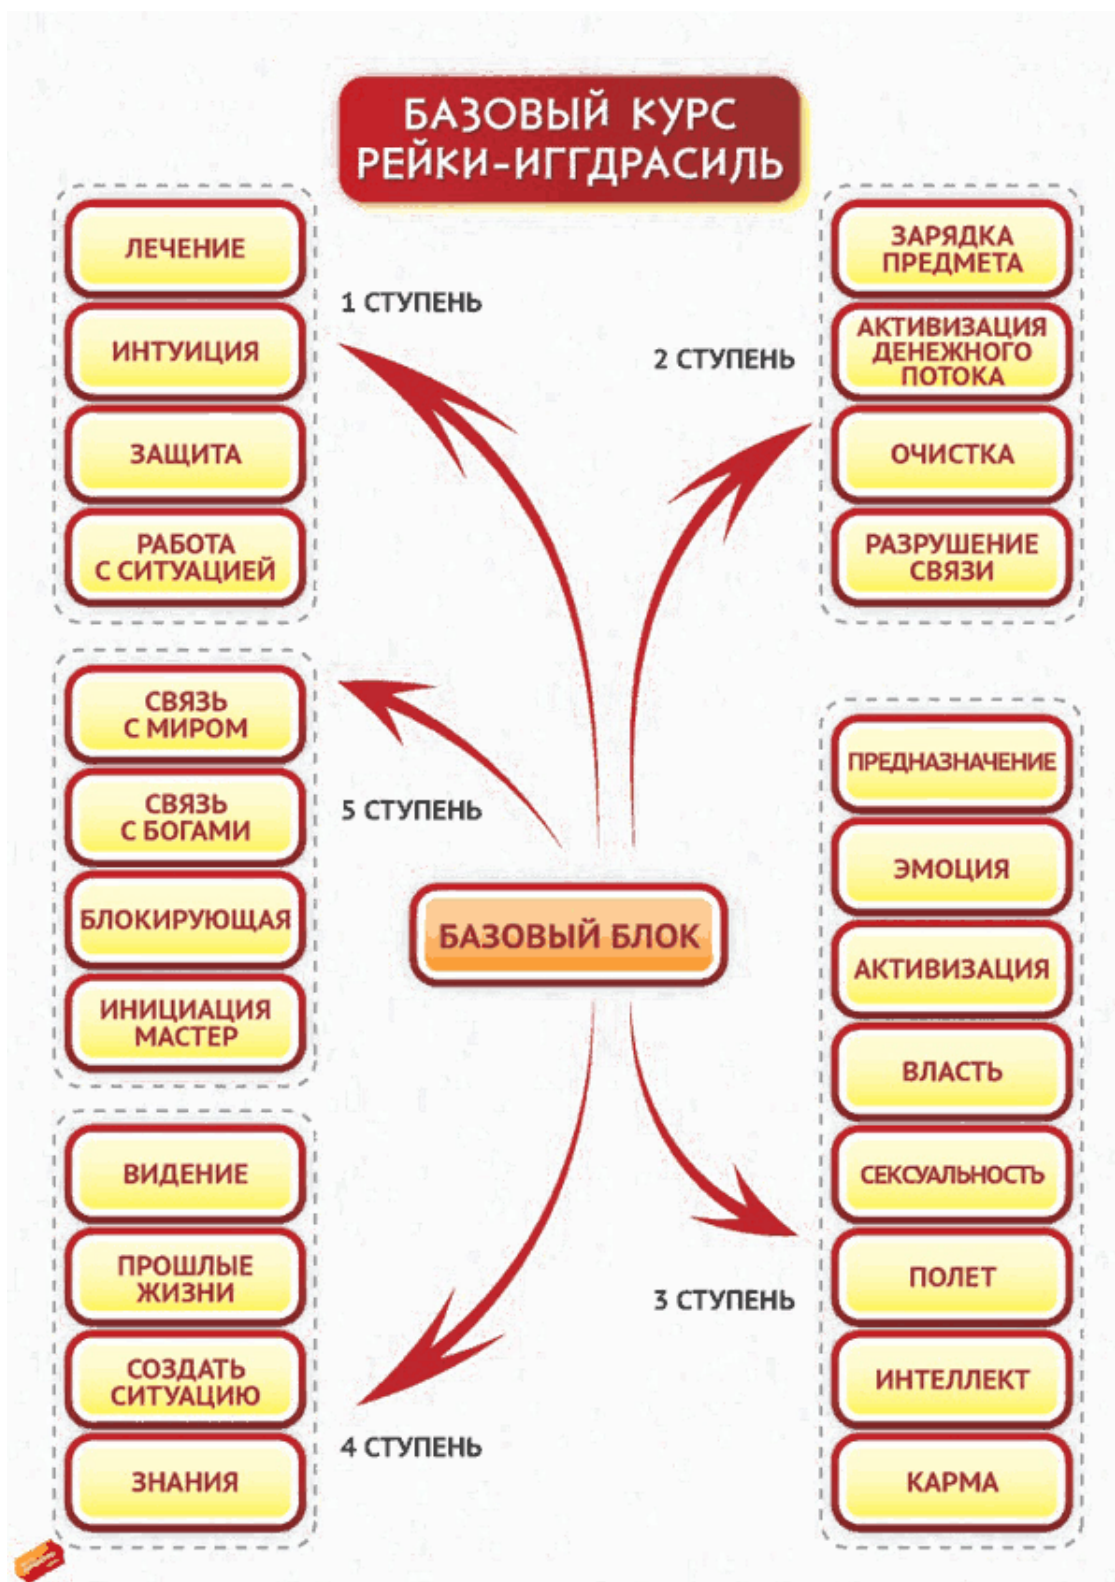 БАЗОВЫЙ КУРС
РЕЙКИ-ИГГДРАСИЛЬ
ЛЕЧЕНИЕ
ИНТУИЦИЯ
ЗАЩИТА
РАБОТА
С СИТУАЦИЕЙ
1 СТУПЕНЬ
2 СТУПЕНЬ
ЗАРЯДКА
ПРЕДМЕТА
АКТИВИЗАЦИЯ
ДЕНЕЖНОГО
ПОТОКА
ОЧИСТКА
РАЗРУШЕНИЕ
СВЯЗИ
СВЯЗЬ
С МИРОМ
СВЯЗЬ
С БОГАМИ
БЛОКИРУЮЩАЯ
ИНИЦИАЦИЯ
МАСТЕР
5 СТУПЕНЬ
БАЗОВЫЙ БЛОК
ПРЕДНАЗНАЧЕНИЕ
ЭМОЦИЯ
АКТИВИЗАЦИЯ
ВЛАСТЬ
СЕКСУАЛЬНОСТЬ
ПОЛЕТ
ИНТЕЛЛЕКТ
КАРМА
3 СТУПЕНЬ
ВИДЕНИЕ
ПРОШЛЫЕ
ЖИЗНИ
СОЗДАТЬ
СИТУАЦИЮ
ЗНАНИЯ
4 СТУПЕНЬ